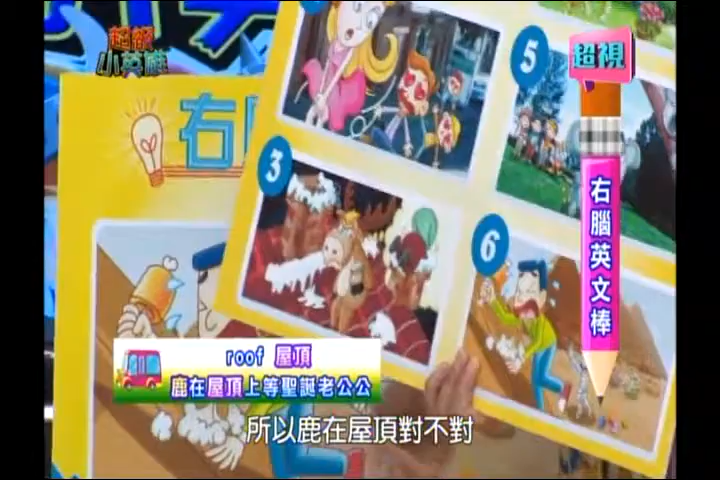 超級
小英雄
超視
5
右
3
6
右腦英文棒
roof 屋頂
鹿在屋頂上等聖誕老公公
所以鹿在屋頂對不對